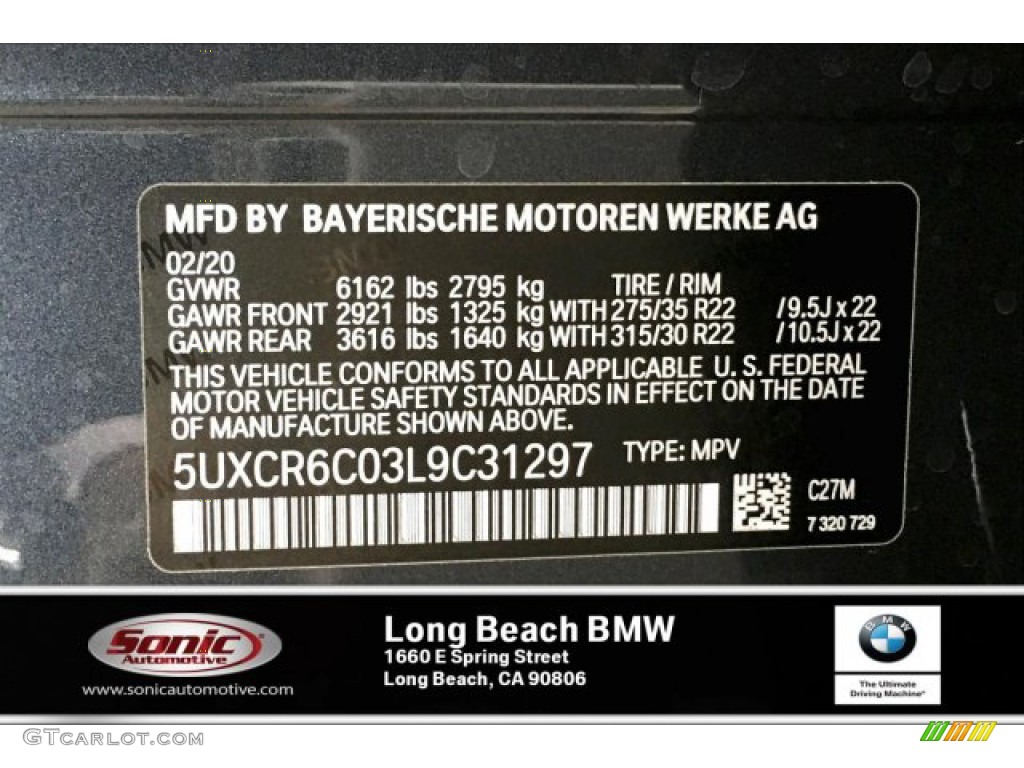 MFD BY BAYERISCHE MOTOREN WERKE AG
02/20
GVWR 6162 lbs 2795 kg TIRE / RIM
GAWR FRONT 2921 lbs 1325 kg WITH 275/35 R22 /9.5J x 22
GAWR REAR 3616 lbs 1640 kg WITH 315/30 R22 /10.5J x 22
THIS VEHICLE CONFORMS TO ALL APPLICABLE U. S. FEDERAL
MOTOR VEHICLE SAFETY STANDARDS IN EFFECT ON THE DATE
OF MANUFACTURE SHOWN ABOVE.
5UXCR6C03L9C31297 TYPE: MPV
C27M
7 320 729
Sonic
Automotive
www.sonicautomotive.com
Long Beach BMW
1660 E Spring Street
Long Beach, CA 90806
BMW
The Ultimate
Driving Machine®
GTcarlot.com